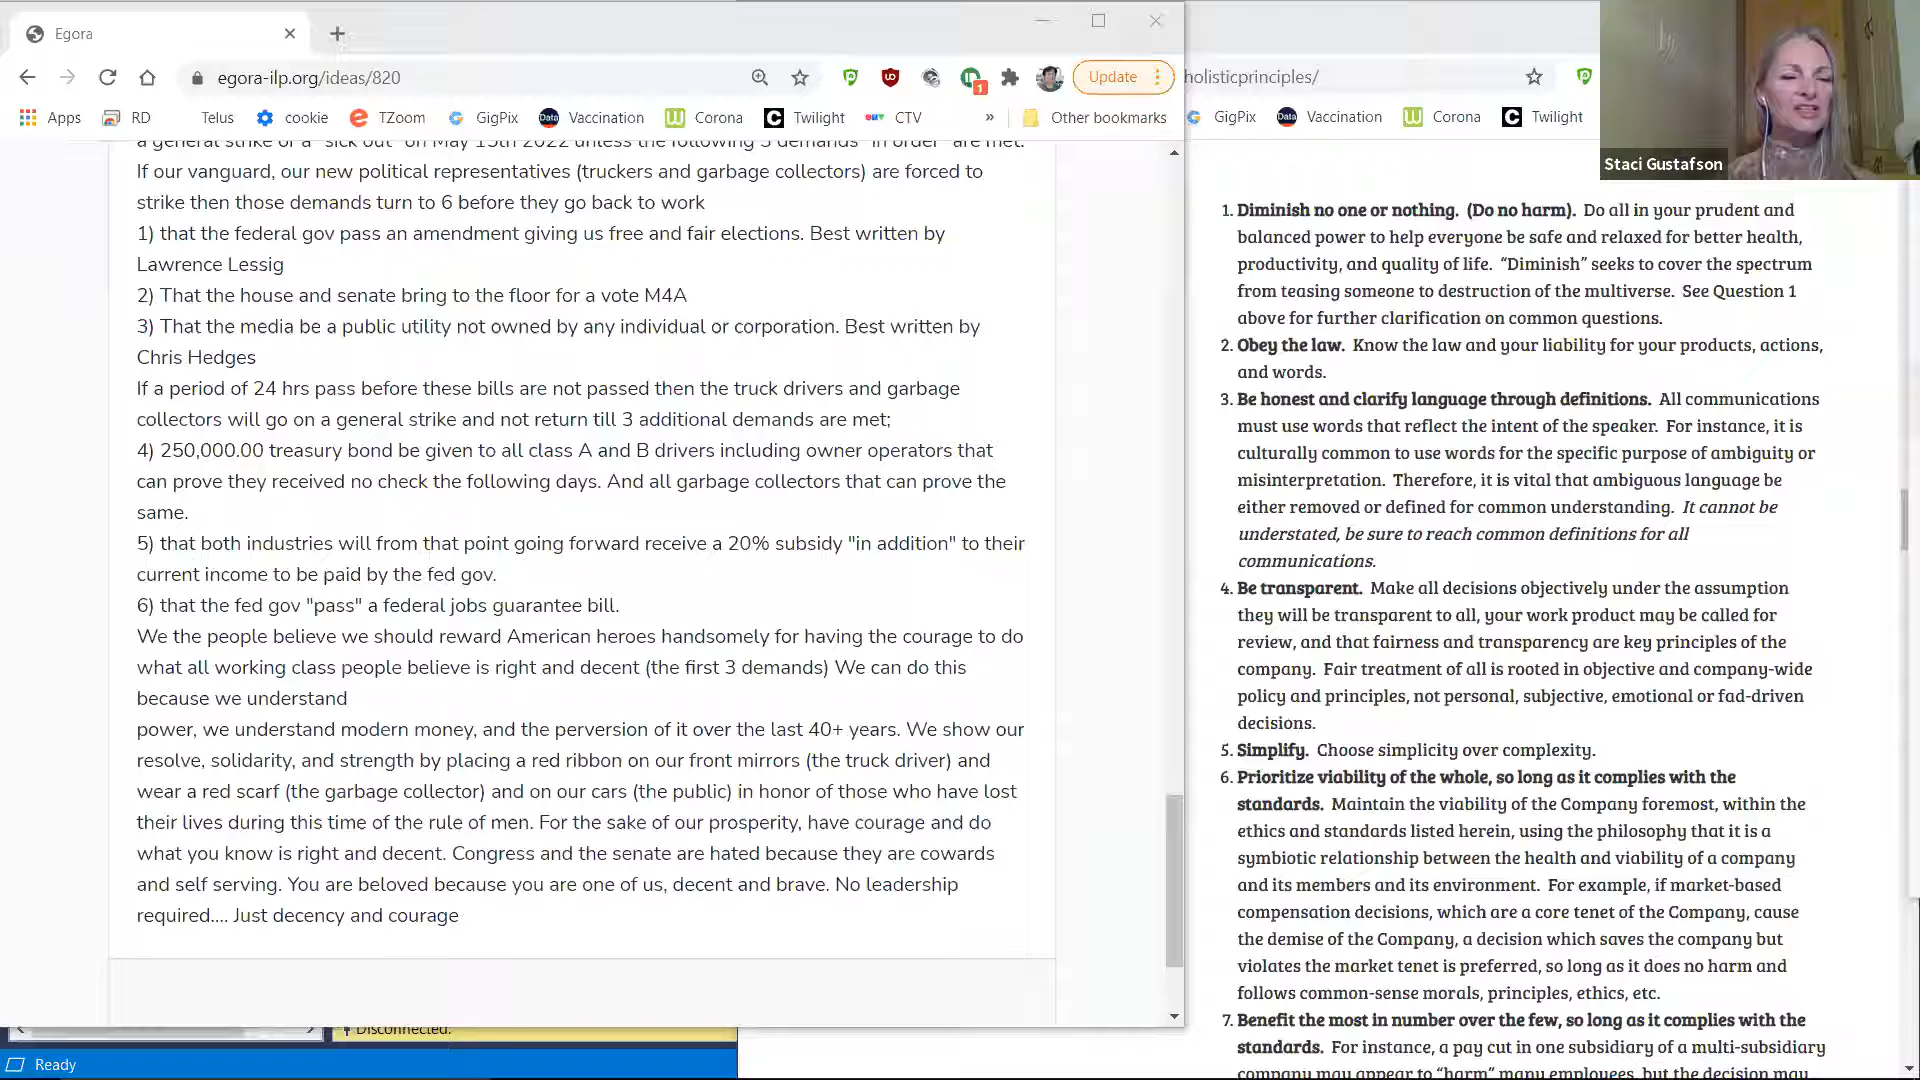 Egora
egora-ilp.org/ideas/820
Update
holisticprinciples/
Apps
RD
Telus
cookie
TZoom
GigPix
Vaccination
Corona
Twilight
CTV
»
Other bookmarks
GigPix
Vaccination
Corona
Twilight
Staci Gustafson
a general strike or a "sick out" on May 15th 2022 unless the following 3 demands "in order" are met.
If our vanguard, our new political representatives (truckers and garbage collectors) are forced to
strike then those demands turn to 6 before they go back to work
1) that the federal gov pass an amendment giving us free and fair elections. Best written by
Lawrence Lessig
2) That the house and senate bring to the floor for a vote M4A
3) That the media be a public utility not owned by any individual or corporation. Best written by
Chris Hedges
If a period of 24 hrs pass before these bills are not passed then the truck drivers and garbage
collectors will go on a general strike and not return till 3 additional demands are met;
4) 250,000.00 treasury bond be given to all class A and B drivers including owner operators that
can prove they received no check the following days. And all garbage collectors that can prove the
same.
5) that both industries will from that point going forward receive a 20% subsidy "in addition" to their
current income to be paid by the fed gov.
6) that the fed gov "pass" a federal jobs guarantee bill.
We the people believe we should reward American heroes handsomely for having the courage to do
what all working class people believe is right and decent (the first 3 demands) We can do this
because we understand
power, we understand modern money, and the perversion of it over the last 40+ years. We show our
resolve, solidarity, and strength by placing a red ribbon on our front mirrors (the truck driver) and
wear a red scarf (the garbage collector) and on our cars (the public) in honor of those who have lost
their lives during this time of the rule of men. For the sake of our prosperity, have courage and do
what you know is right and decent. Congress and the senate are hated because they are cowards
and self serving. You are beloved because you are one of us, decent and brave. No leadership
required.... Just decency and courage
1. Diminish no one or nothing. (Do no harm). Do all in your prudent and
balanced power to help everyone be safe and relaxed for better health,
productivity, and quality of life. “Diminish” seeks to cover the spectrum
from teasing someone to destruction of the multiverse. See Question 1
above for further clarification on common questions.
2. Obey the law. Know the law and your liability for your products, actions,
and words.
3. Be honest and clarify language through definitions. All communications
must use words that reflect the intent of the speaker. For instance, it is
culturally common to use words for the specific purpose of ambiguity or
misinterpretation. Therefore, it is vital that ambiguous language be
either removed or defined for common understanding. It cannot be
understated, be sure to reach common definitions for all
communications.
4. Be transparent. Make all decisions objectively under the assumption
they will be transparent to all, your work product may be called for
review, and that fairness and transparency are key principles of the
company. Fair treatment of all is rooted in objective and company-wide
policy and principles, not personal, subjective, emotional or fad-driven
decisions.
5. Simplify. Choose simplicity over complexity.
6. Prioritize viability of the whole, so long as it complies with the
standards. Maintain the viability of the Company foremost, within the
ethics and standards listed herein, using the philosophy that it is a
symbiotic relationship between the health and viability of a company
and its members and its environment. For example, if market-based
compensation decisions, which are a core tenet of the Company, cause
the demise of the Company, a decision which saves the company but
violates the market tenet is preferred, so long as it does no harm and
follows common-sense morals, principles, ethics, etc.
7. Benefit the most in number over the few, so long as it complies with the
standards. For instance, a pay cut in one subsidiary of a multi-subsidiary
company may appear to “harm” many employees, but the decision may
Disconnected.
Ready